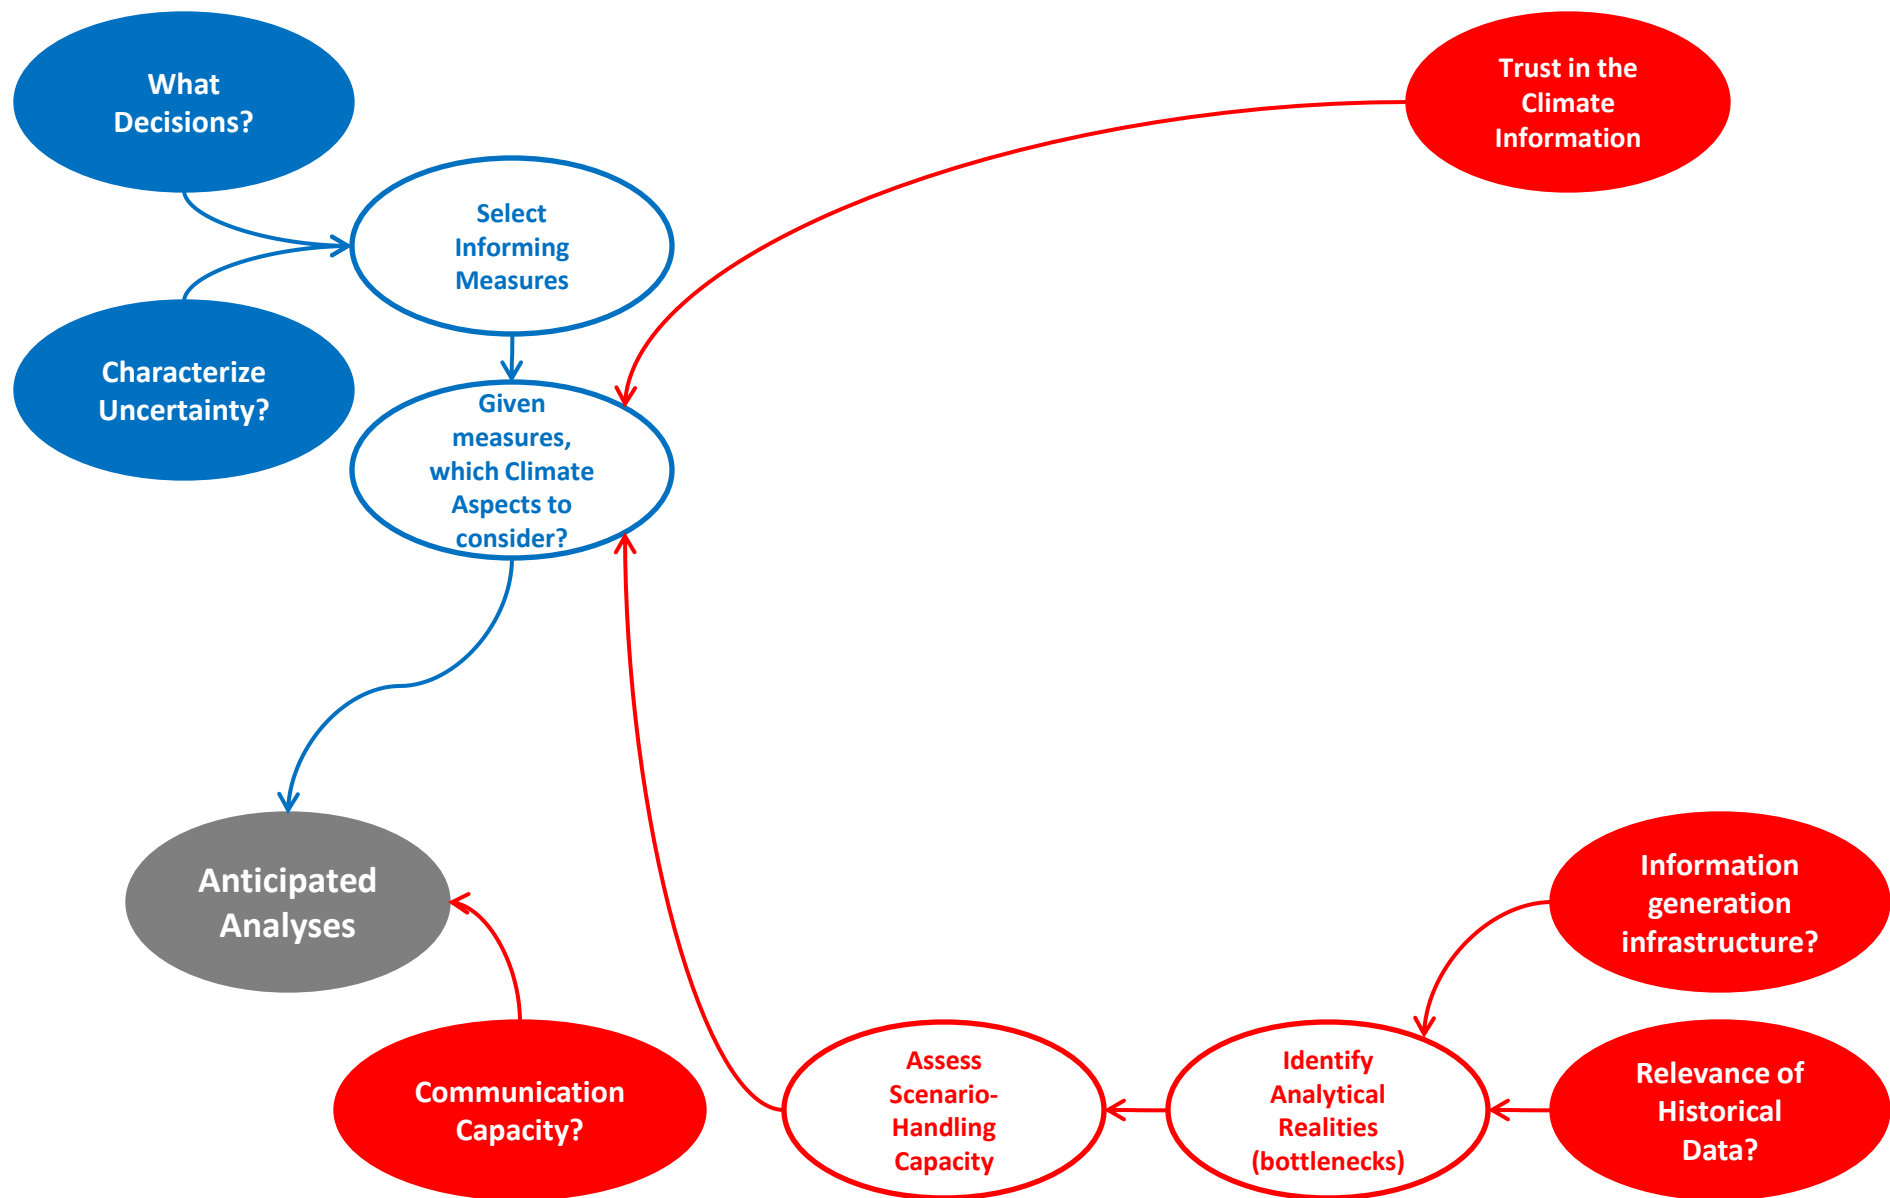 What
Decisions?
Trust in the
Climate
Information
Select
Informing
Measures
Characterize
Uncertainty?
Given
measures,
which Climate
Aspects to
consider?
Anticipated
Analyses
Information
generation
infrastructure?
Communication
Capacity?
Assess
Scenario-
Handling
Capacity
Identify
Analytical
Realities
(bottlenecks)
Relevance of
Historical
Data?